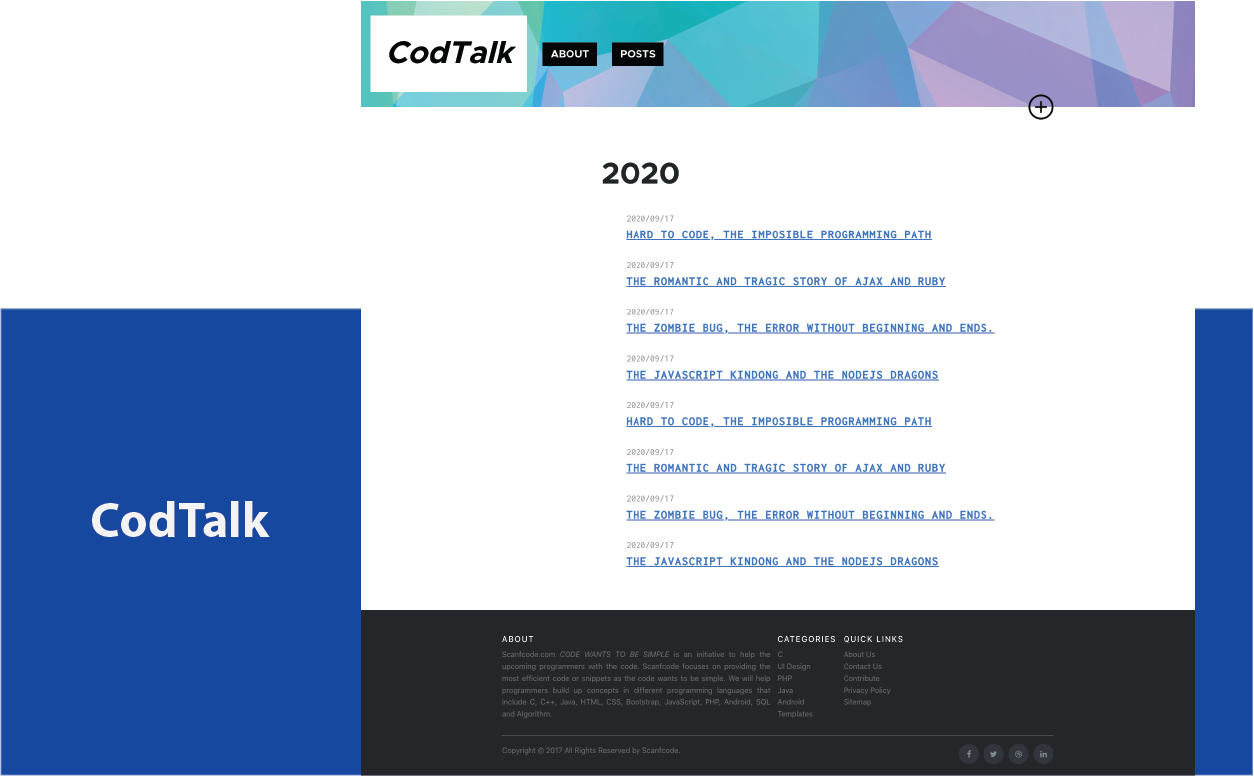 CodTalk
ABOUT
POSTS
2020
2020/09/17
HARD TO CODE, THE IMPOSIBLE PROGRAMMING PATH
2020/09/17
THE ROMANTIC AND TRAGIC STORY OF AJAX AND RUBY
2020/09/17
THE ZOMBIE BUG, THE ERROR WITHOUT BEGINNING AND ENDS.
2020/09/17
THE JAVASCRIPT KINDONG AND THE NODEJS DRAGONS
2020/09/17
HARD TO CODE, THE IMPOSIBLE PROGRAMMING PATH
2020/09/17
THE ROMANTIC AND TRAGIC STORY OF AJAX AND RUBY
2020/09/17
THE ZOMBIE BUG, THE ERROR WITHOUT BEGINNING AND ENDS.
2020/09/17
THE JAVASCRIPT KINDONG AND THE NODEJS DRAGONS
CodTalk
ABOUT
Scanfcode.com CODE WANTS TO BE SIMPLE is an initiative to help the
upcoming programmers with the code. Scanfcode focuses on providing the
most efficient code or snippets as the code wants to be simple. We will help
programmers build up concepts in different programming languages that
include C, C++, Java, HTML, CSS, Bootstrap, JavaScript, PHP, Android, SQL
and Algorithm.
CATEGORIES
C
UI Design
PHP
Java
Android
Templates
QUICK LINKS
About Us
Contact Us
Contribute
Privacy Policy
Sitemap
Copyright © 2017 All Rights Reserved by Scanfcode.